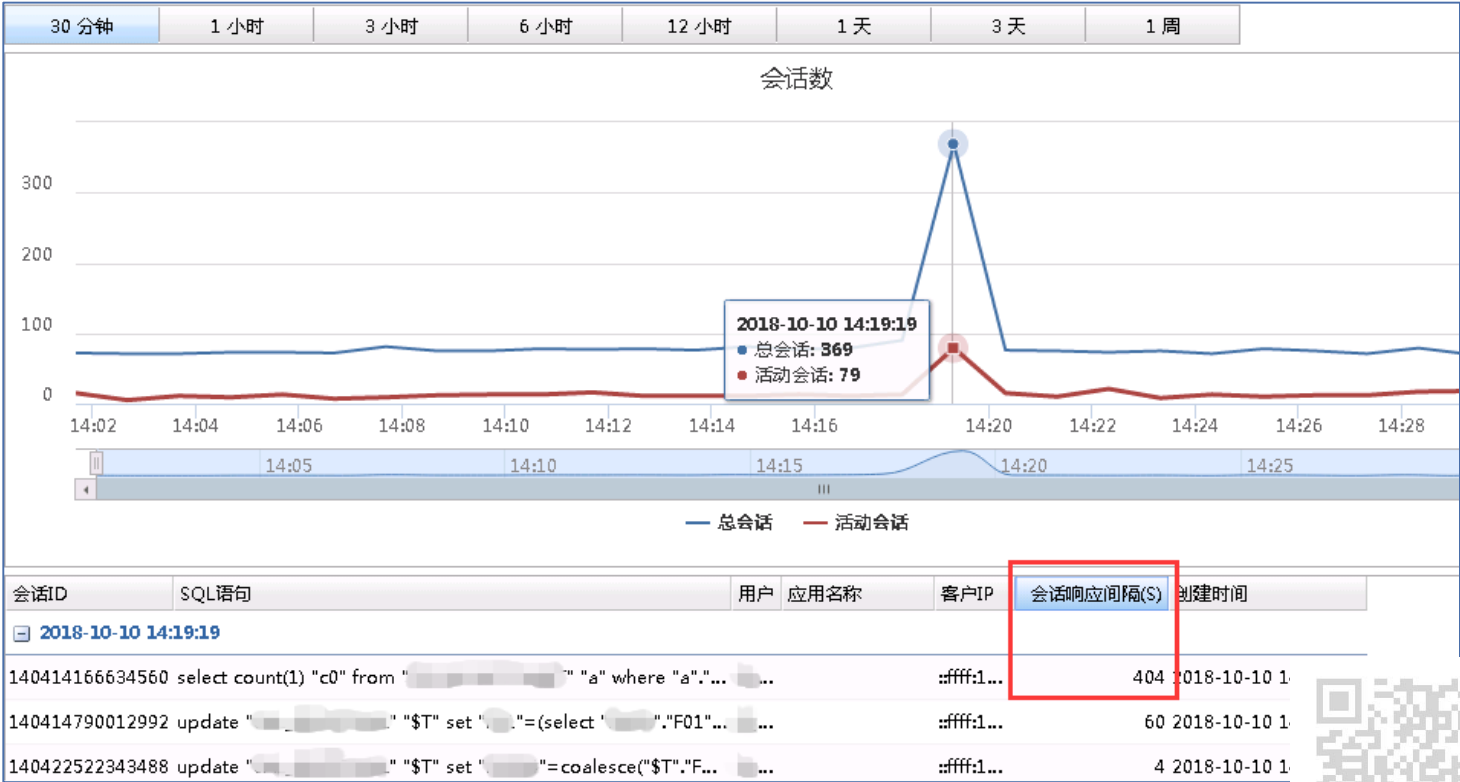 30 分钟 1 小时 3 小时 6 小时 12 小时 1 天 3 天 1 周
会话数
300
200
100
0
2018-10-10 14:19:19
总会话: 369
活动会话: 79
14:02 14:04 14:06 14:08 14:10 14:12 14:14 14:16 14:20 14:22 14:24 14:26 14:28
14:05 14:10 14:15 14:20 14:25
总会话 活动会话
会话ID SQL语句 用户 应用名称 客户IP 会话响应间隔(S) 创建时间
2018-10-10 14:19:19
140414166634560 select count(1) "c0" from " " "a" where "a"."... ... ::ffff:1... 404 2018-10-10 1
140414790012992 update " " "$T" set " "=(select " "."F01"... ... ::ffff:1... 60 2018-10-10 1
140422522343488 update " " "$T" set " "=coalesce("$T"."F... ... ::ffff:1... 4 2018-10-10 1